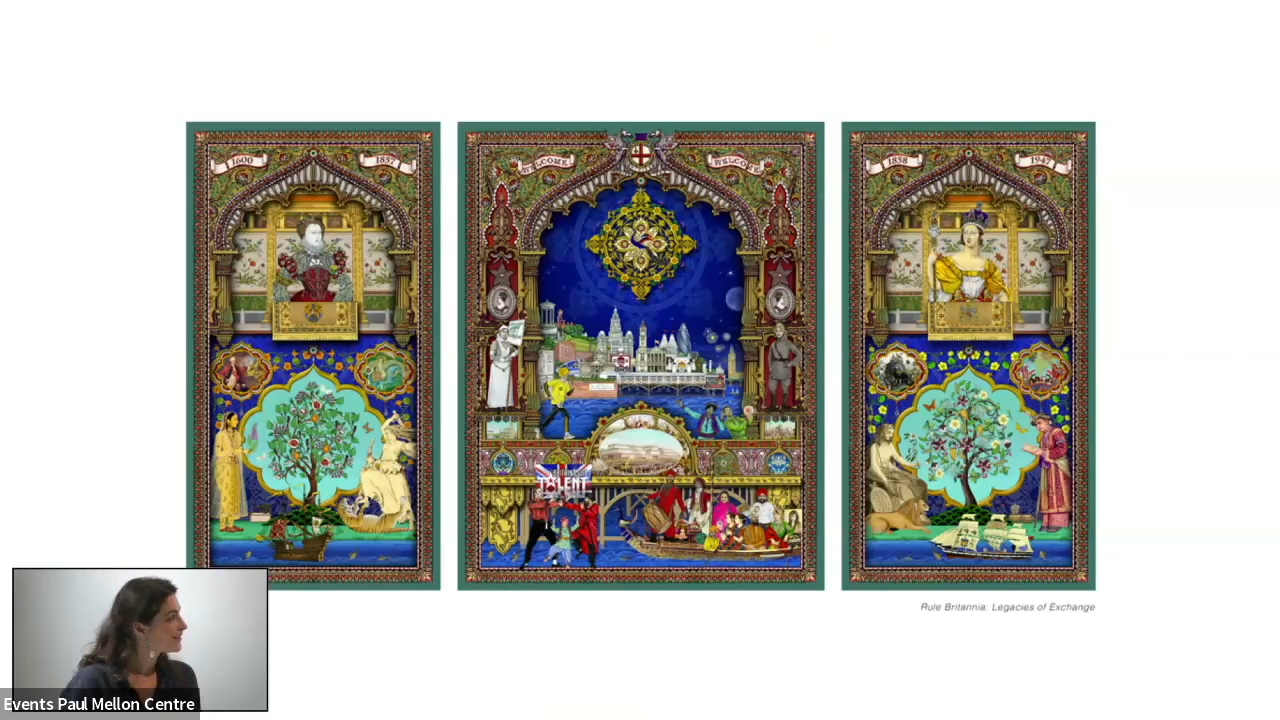 1600
1857
WELCOME
WELCOME
1858
1947
TALENT
Rule Britannia: Legacies of Exchange
Events Paul Mellon Centre